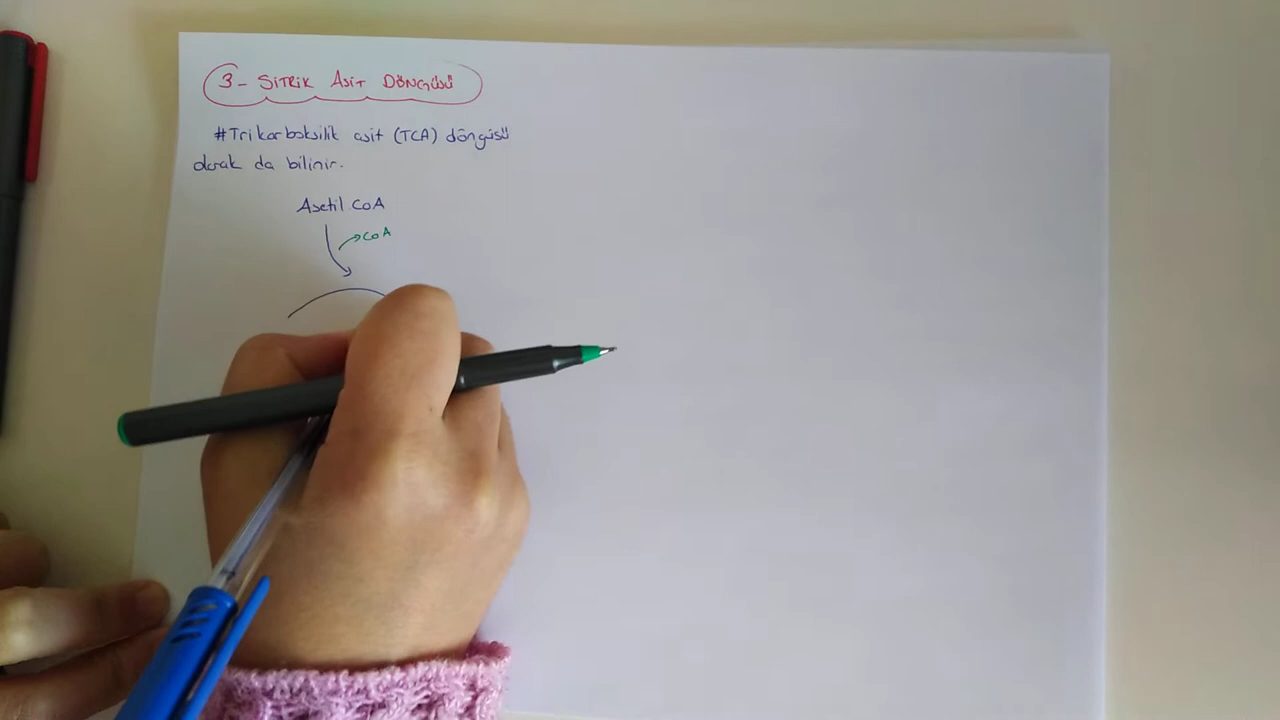 3- SİTRİK ASİT DÖNGÜSÜ
#Trikarboksilik asit (TCA) döngüsü
olarak da bilinir.
Asetil CoA
CoA